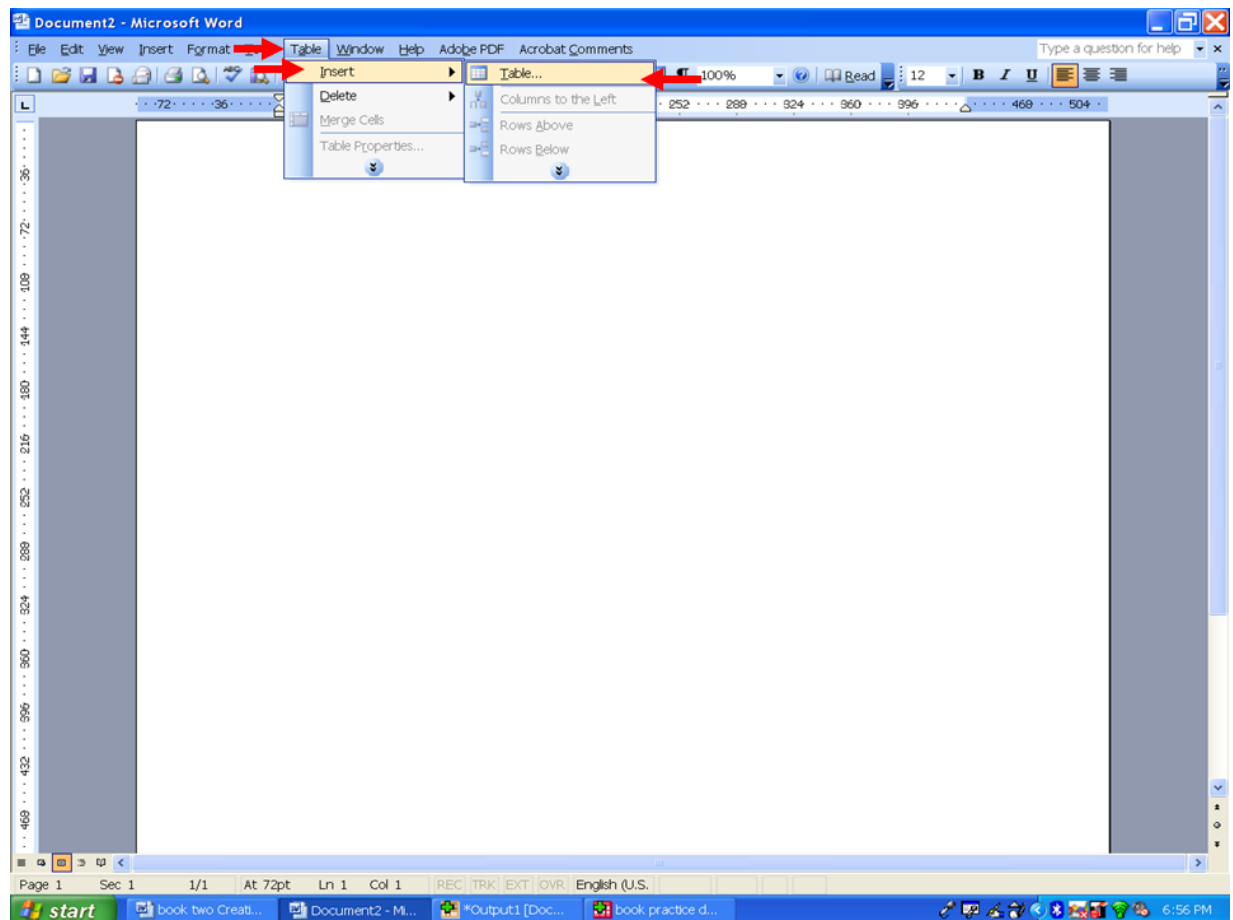 Document2 - Microsoft Word
File Edit View Insert Format Table Window Help Adobe PDF Acrobat Comments Type a question for help
100% Read 12 B I U
Insert
Delete
Merge Cells
Table Properties...
Table...
Columns to the Left
Rows Above
Rows Below
L 72 36 252 288 324 360 396 468 504
36
72
108
144
180
216
252
288
324
360
396
432
468
Page 1 Sec 1 1/1 At 72pt Ln 1 Col 1 REC TRK EXT OVR English (U.S.
start book two Creati... Document2 - Mi... *Output1 [Doc... book practice d... 6:56 PM